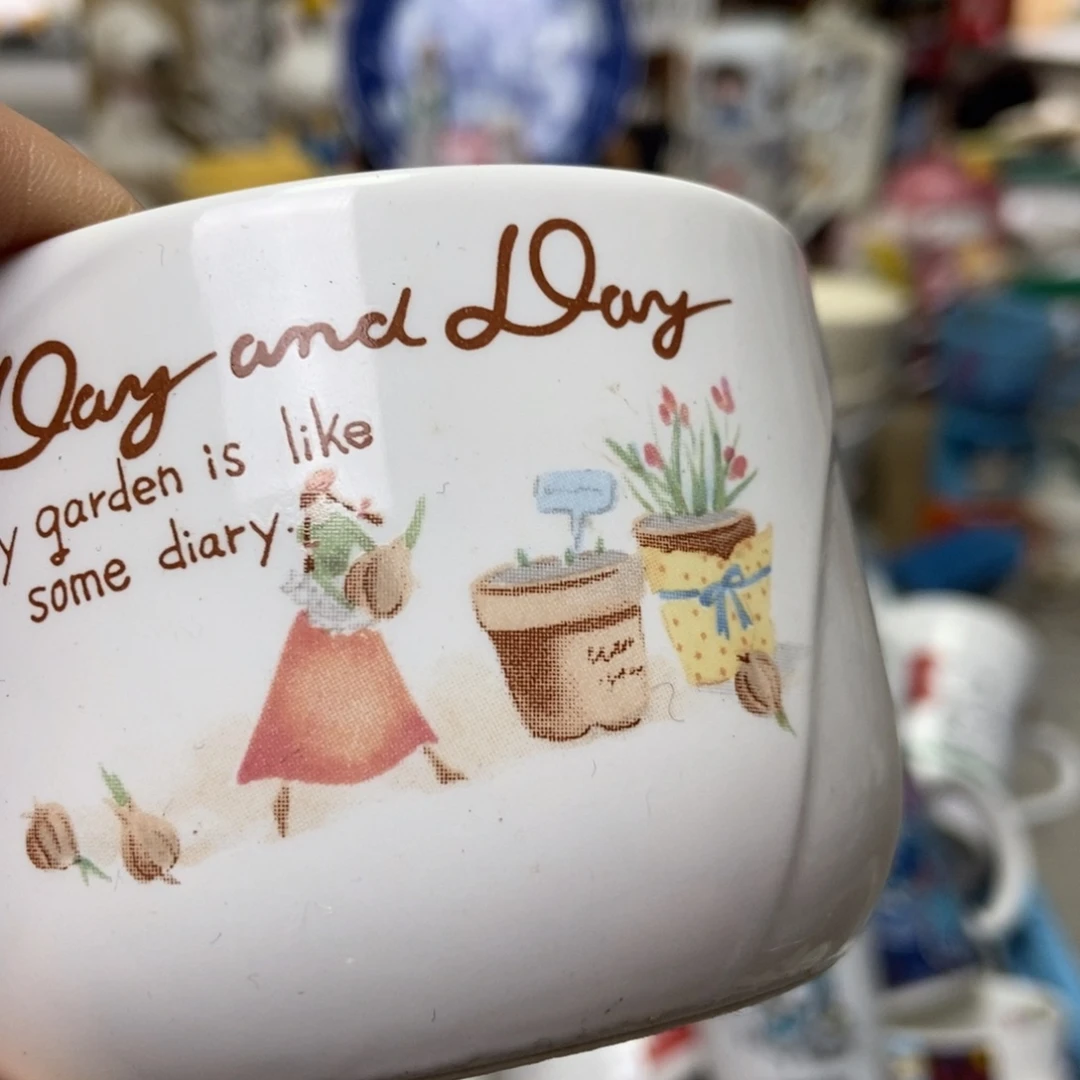 Day and Day
y garden is like
some diary